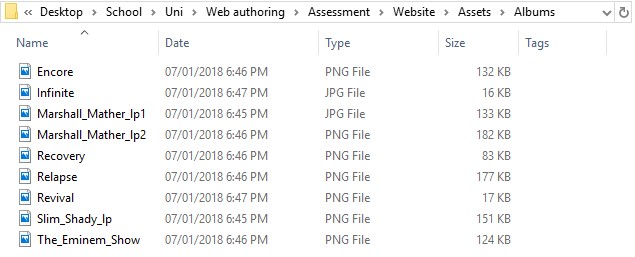 « Desktop > School > Uni > Web authoring > Assessment > Website > Assets > Albums
Name Date Type Size Tags
Encore 07/01/2018 6:46 PM PNG File 132 KB
Infinite 07/01/2018 6:47 PM JPG File 16 KB
Marshall_Mather_lp1 07/01/2018 6:45 PM JPG File 133 KB
Marshall_Mather_lp2 07/01/2018 6:46 PM PNG File 182 KB
Recovery 07/01/2018 6:46 PM PNG File 83 KB
Relapse 07/01/2018 6:46 PM PNG File 177 KB
Revival 07/01/2018 6:47 PM PNG File 17 KB
Slim_Shady_lp 07/01/2018 6:45 PM PNG File 151 KB
The_Eminem_Show 07/01/2018 6:46 PM PNG File 124 KB